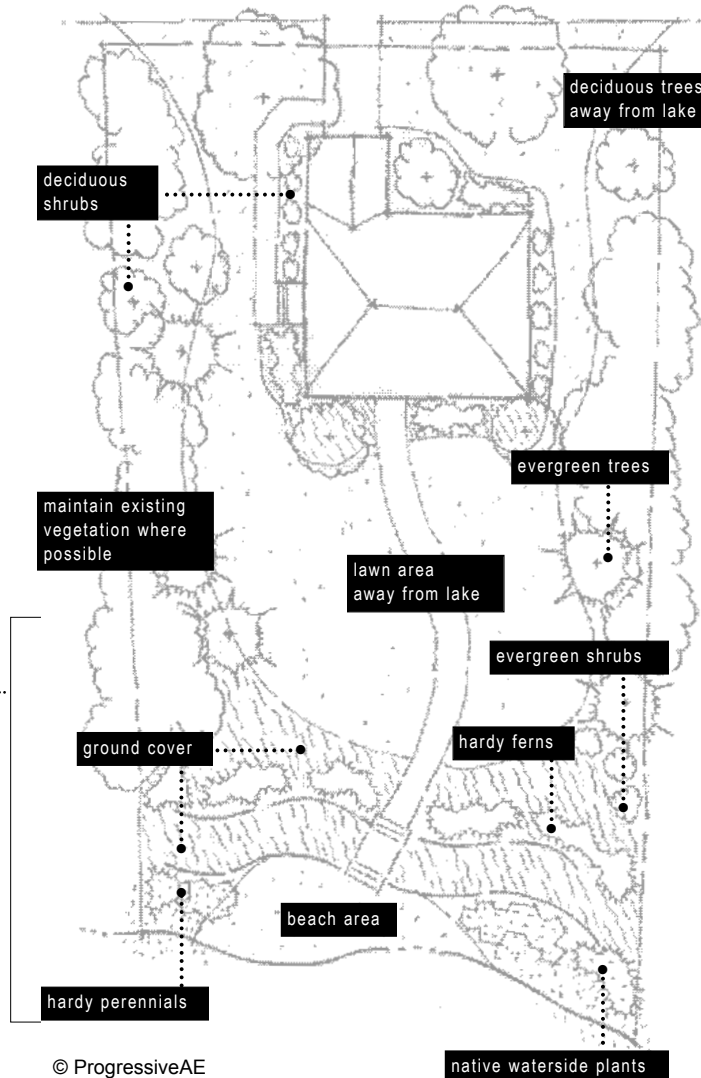 deciduous trees
away from lake
deciduous
shrubs
evergreen trees
maintain existing
vegetation where
possible
lawn area
away from lake
evergreen shrubs
ground cover
hardy ferns
beach area
hardy perennials
native waterside plants
© ProgressiveAE